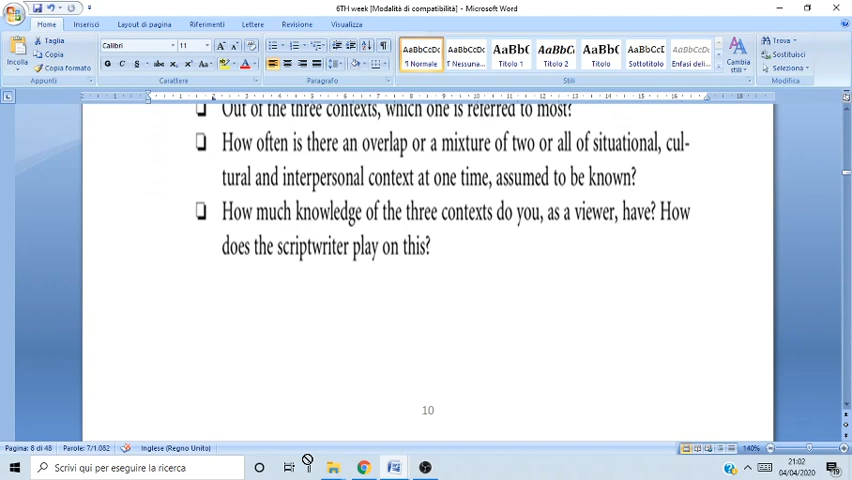 6TH week [Modalità di compatibilità] - Microsoft Word
Home Inserisci Layout di pagina Riferimenti Lettere Revisione Visualizza
Incolla
Taglia
Copia
Copia formato
Appunti
Calibri 11
Carattere
Paragrafo
AaBbCcDc AaBbCcDc AaBbC AaBbCc AaBb( AaBbCcD AaBbCcDc
¶ Normale ¶ Nessuna... Titolo 1 Titolo 2 Titolo Sottotitolo Enfasi deli...
Stili
Cambia stili
Trova
Sostituisci
Seleziona
Modifica
Out of the three contexts, which one is referred to most?
How often is there an overlap or a mixture of two or all of situational, cul-
tural and interpersonal context at one time, assumed to be known?
How much knowledge of the three contexts do you, as a viewer, have? How
does the scriptwriter play on this?
10
Pagina: 8 di 48 Parole: 7/1.082 Inglese (Regno Unito) 140%
Scrivi qui per eseguire la ricerca
21:02
04/04/2020